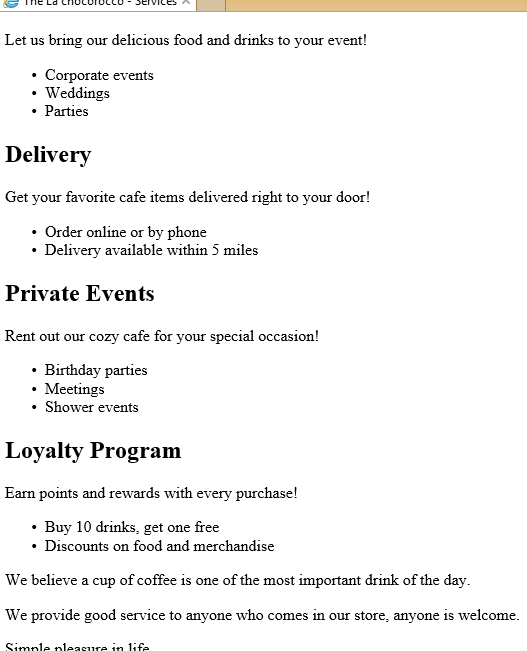 The La chocorocco - Services
Let us bring our delicious food and drinks to your event!
• Corporate events
• Weddings
• Parties
Delivery
Get your favorite cafe items delivered right to your door!
• Order online or by phone
• Delivery available within 5 miles
Private Events
Rent out our cozy cafe for your special occasion!
• Birthday parties
• Meetings
• Shower events
Loyalty Program
Earn points and rewards with every purchase!
• Buy 10 drinks, get one free
• Discounts on food and merchandise
We believe a cup of coffee is one of the most important drink of the day.
We provide good service to anyone who comes in our store, anyone is welcome.
Simple pleasure in life